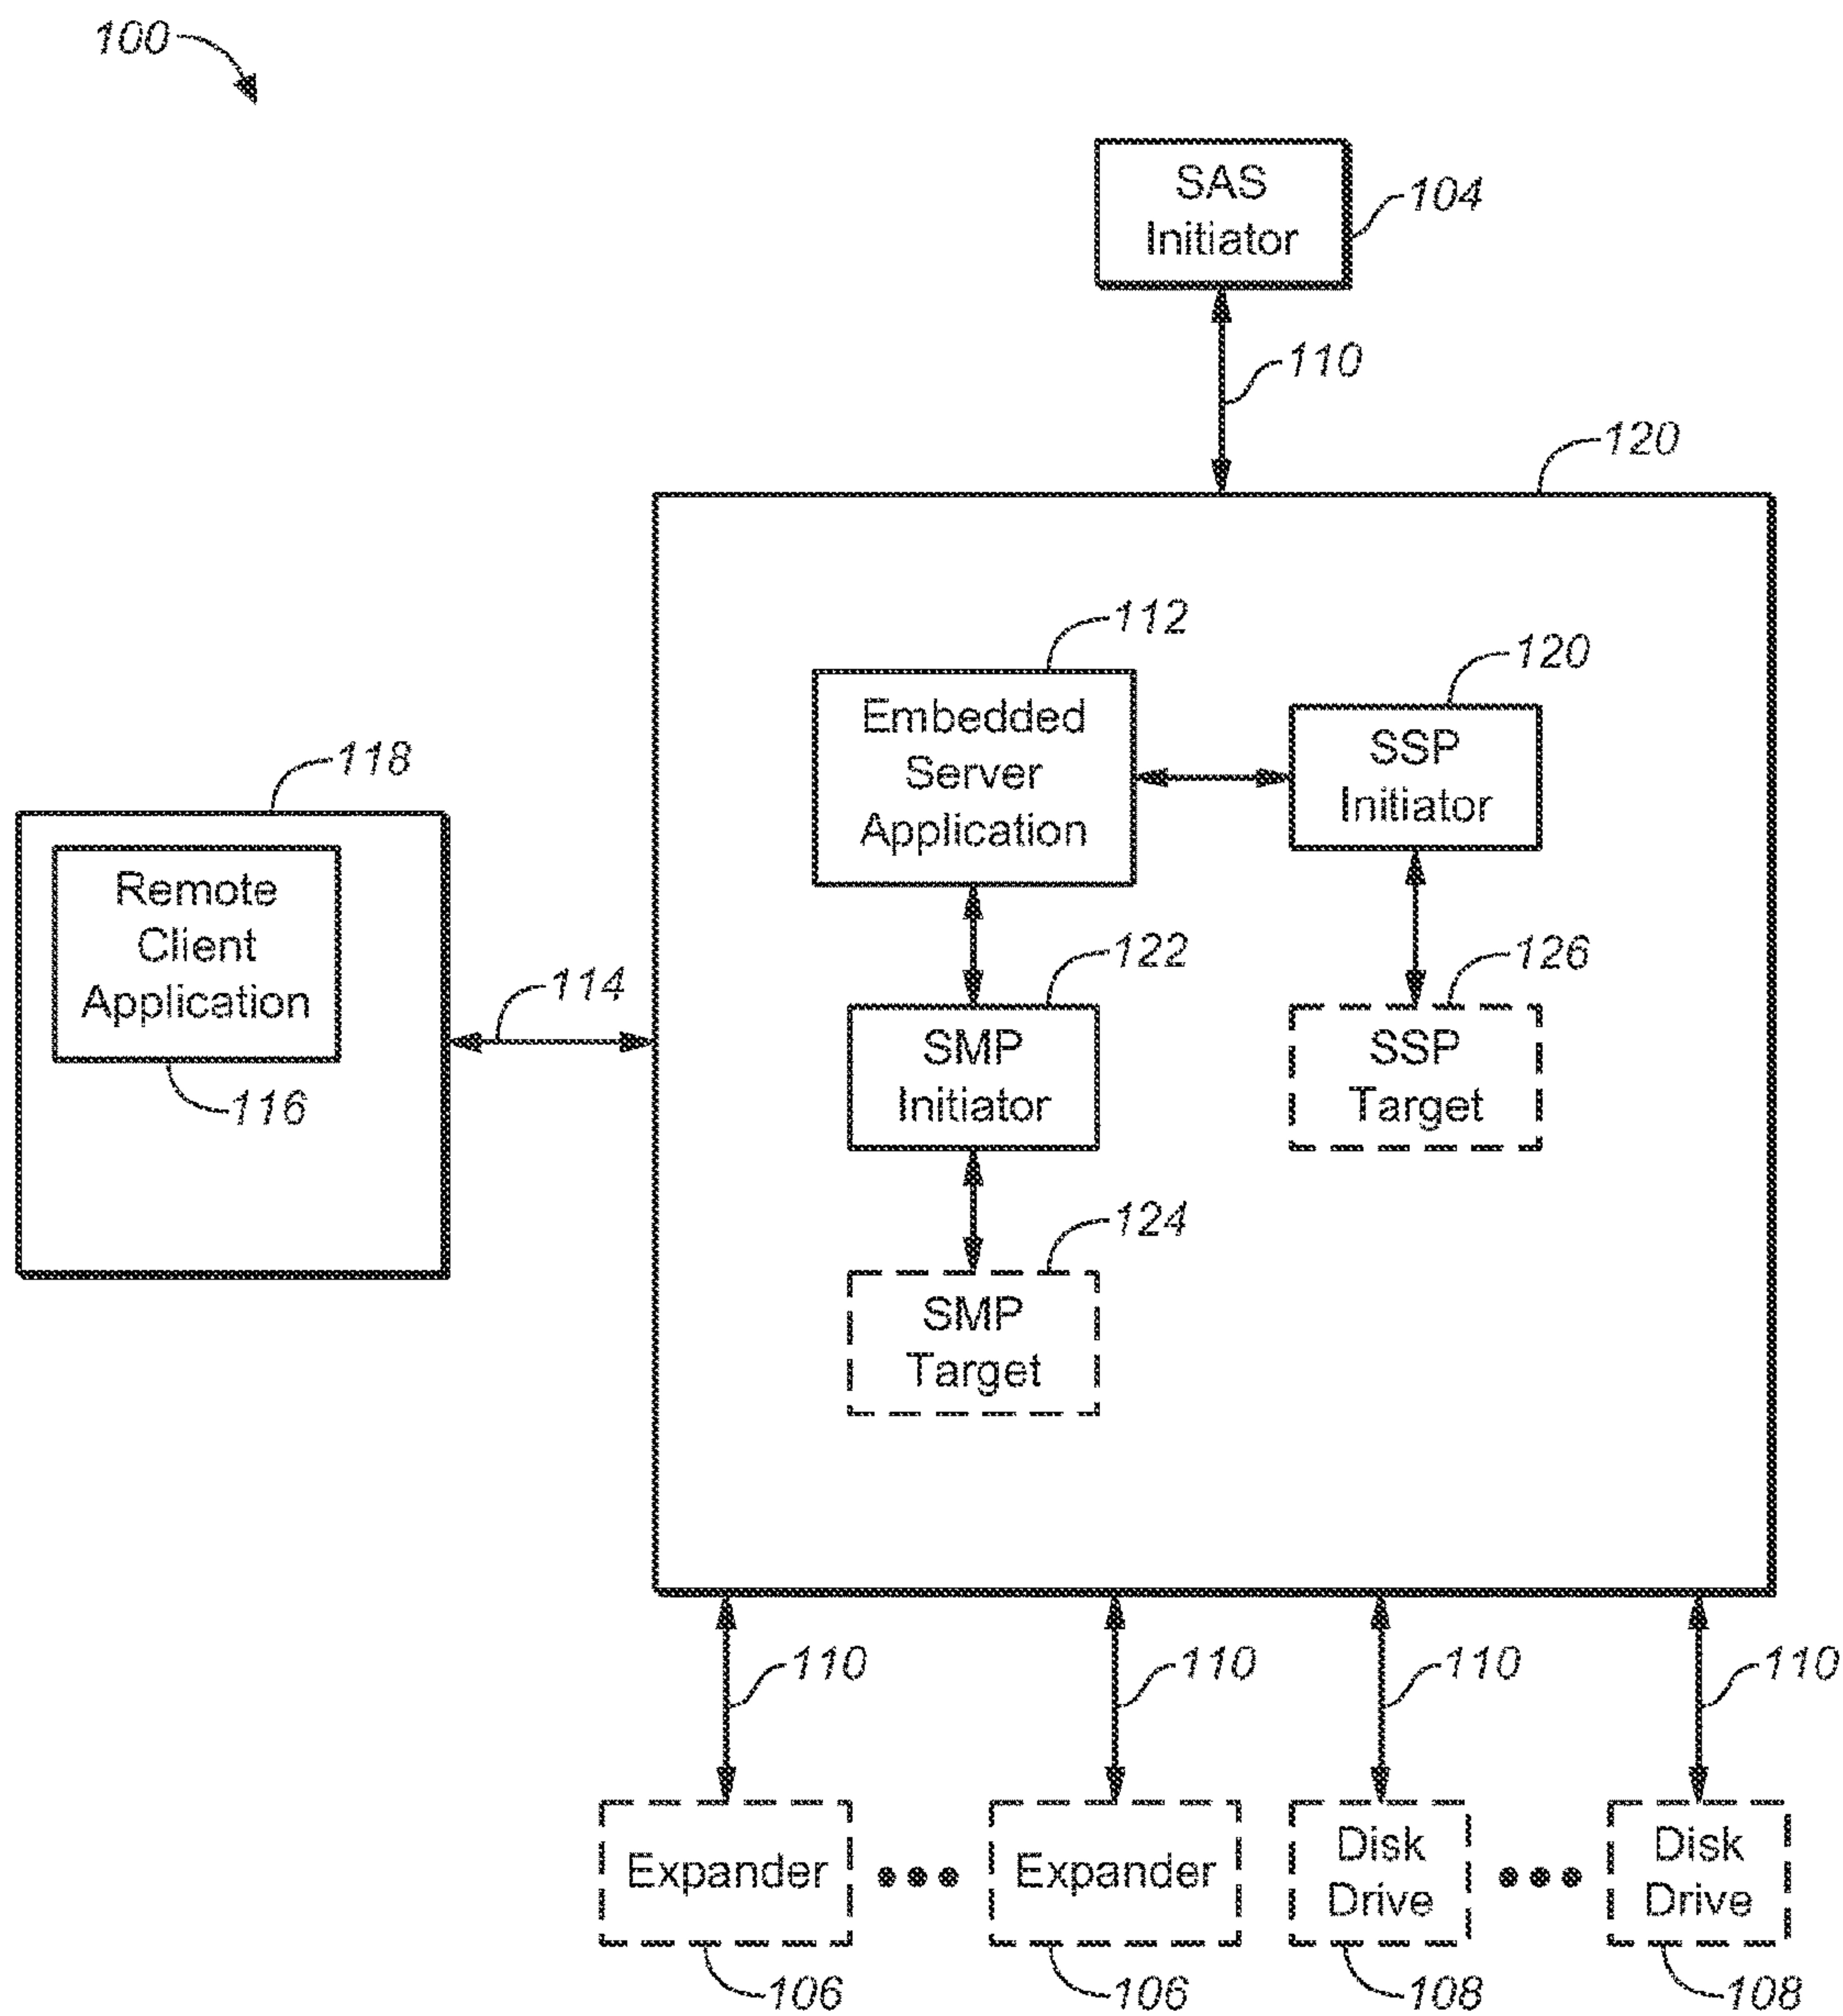 100
SAS
Initiator
104
110
120
112
Embedded
Server
Application
120
SSP
Initiator
118
Remote
Client
Application
116
114
122
SMP
Initiator
126
SSP
Target
124
SMP
Target
110
110
110
110
Expander
Expander
Disk
Drive
Disk
Drive
106
106
108
108